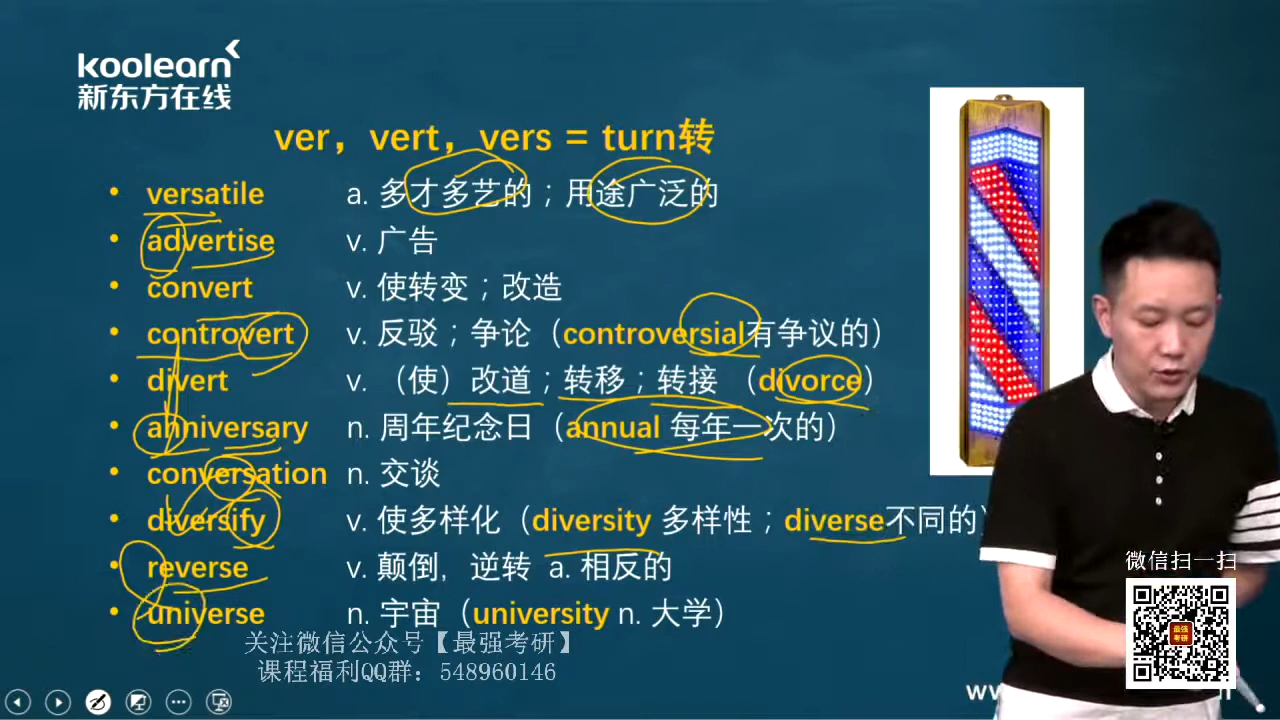 koolearn
新东方在线
ver，vert，vers = turn转
• versatile a. 多才多艺的；用途广泛的
• advertise v. 广告
• convert v. 使转变；改造
• controvert v. 反驳；争论（controversial有争议的）
• divert v. （使）改道；转移；转接 （divorce）
• anniversary n. 周年纪念日（annual 每年一次的）
• conversation n. 交谈
• diversify v. 使多样化（diversity 多样性；diverse不同的）
• reverse v. 颠倒，逆转 a. 相反的
• universe n. 宇宙（university n. 大学）
微信扫一扫
最强
考研
关注微信公众号【最强考研】
课程福利QQ群：548960146